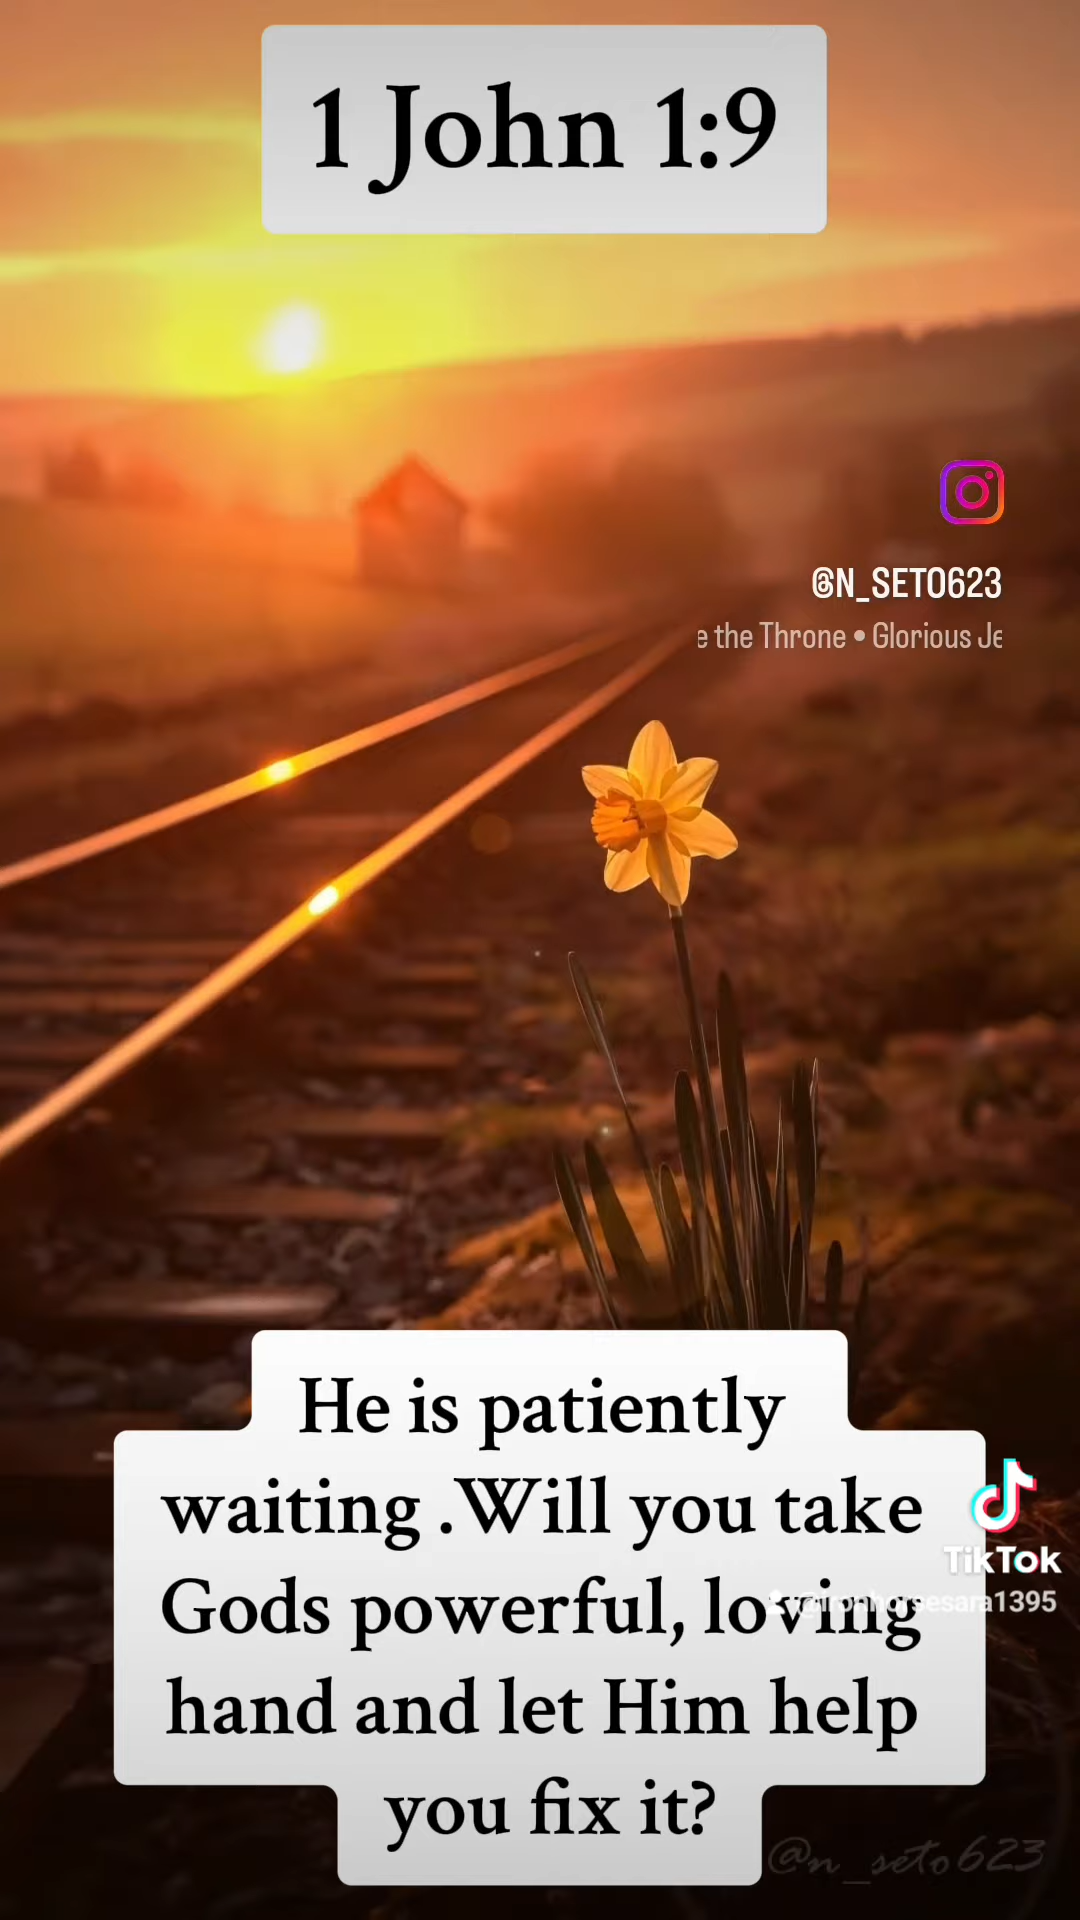 1 John 1:9
@N_SETO623
e the Throne • Glorious Je
He is patiently
waiting .Will you take
Gods powerful, loving
hand and let Him help
you fix it?
TikTok
@ironhorsesara1395
@n_seto623